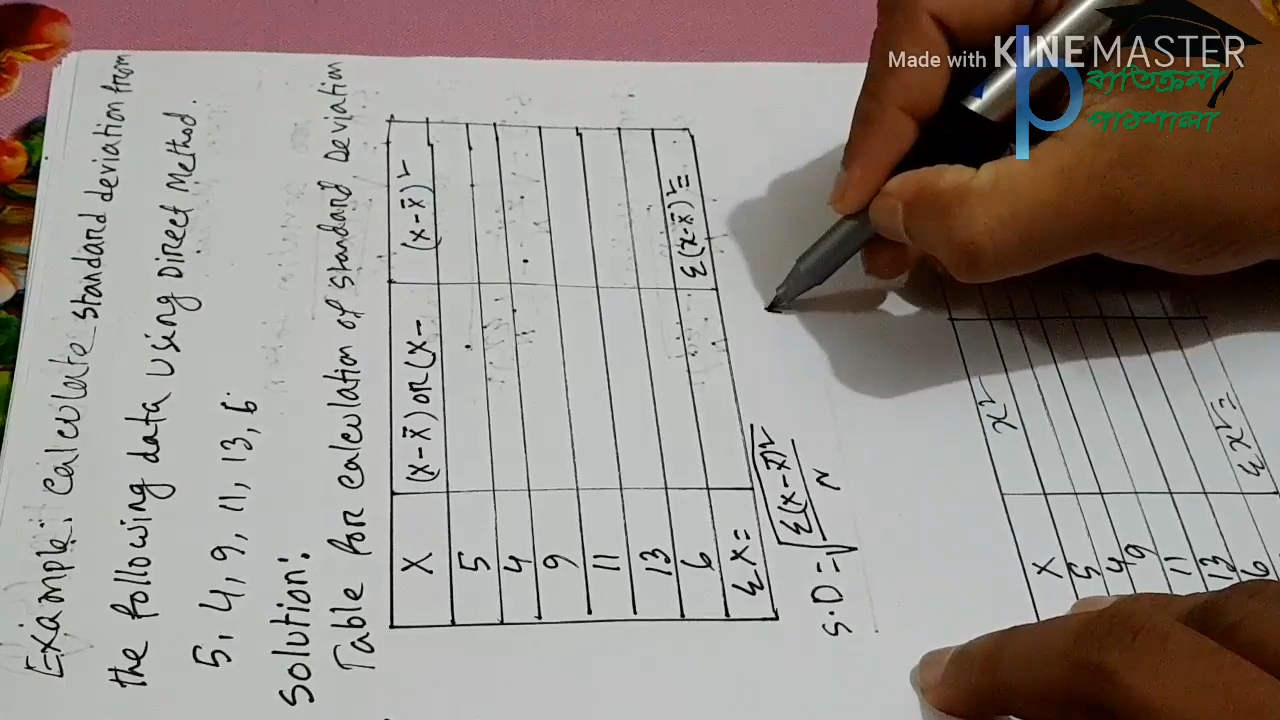 Example: Calculate standard deviation from
the following data using Direct Method.
5, 4, 9, 11, 13, 6
Solution:
Table for calculation of standard Deviation
X (x-x̄) OR (X- (x-x̄)²
5
4
9
11
13
6
ΣX= Σ(x-x̄)²=
S.D=√Σ(x-x̄)²/N
X X²
5
4
9
11
13
6 ΣX²=
Made with KINEMASTER
ব্যতিক্রমী
পাঠশালা